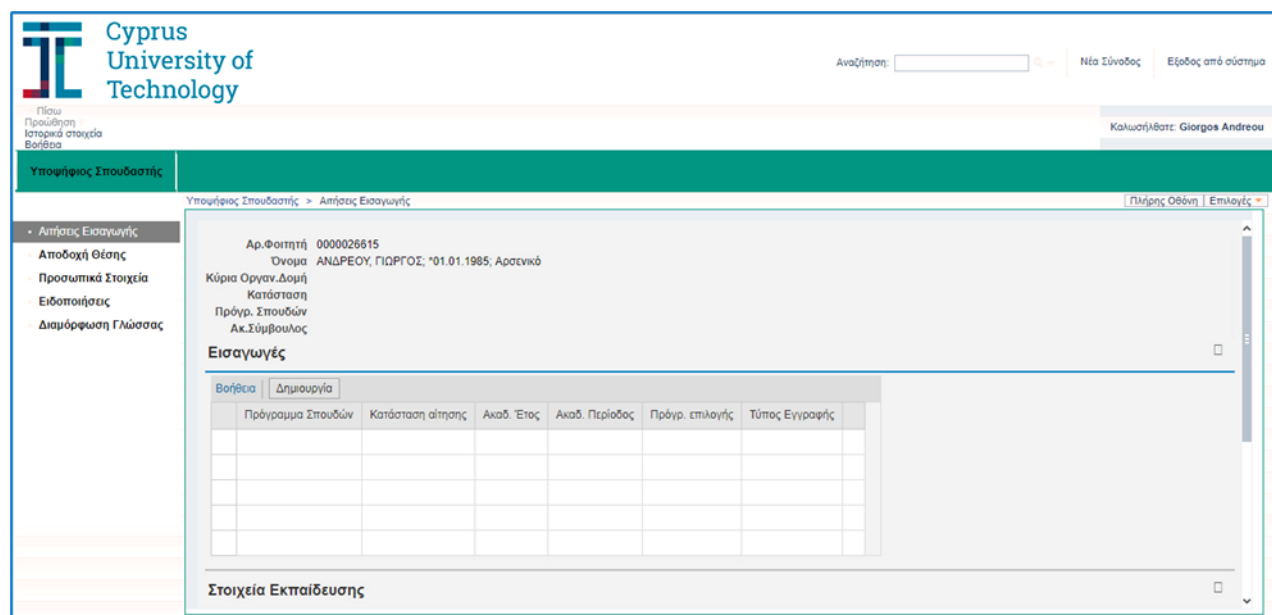 Cyprus
University of
Technology
Αναζήτηση: Νέα Σύνοδος Εξοδος από σύστημα
Πίσω
Προώθηση
Ιστορικά στοιχεία
Βοήθεια
Καλωσήλθατε: Giorgos Andreou
Υποψήφιος Σπουδαστής
Υποψήφιος Σπουδαστής > Αιτήσεις Εισαγωγής Πλήρης Οθόνη Επιλογές
Αιτήσεις Εισαγωγής
Αποδοχή Θέσης
Προσωπικά Στοιχεία
Ειδοποιήσεις
Διαμόρφωση Γλώσσας
Αρ.Φοιτητή 0000026615
Όνομα ΑΝΔΡΕΟΥ, ΓΙΩΡΓΟΣ; *01.01.1985; Αρσενικό
Κύρια Οργαν.Δομή
Κατάσταση
Πρόγρ. Σπουδών
Ακ.Σύμβουλος
Εισαγωγές
Βοήθεια Δημιουργία
Πρόγραμμα Σπουδών Κατάσταση αίτησης Ακαδ. Έτος Ακαδ. Περίοδος Πρόγρ. επιλογής Τύπος Εγγραφής
Στοιχεία Εκπαίδευσης